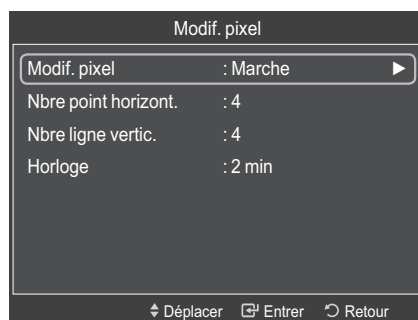 Modif. pixel
Modif. pixel : Marche ►
Nbre point horizont. : 4
Nbre ligne vertic. : 4
Horloge : 2 min
Déplacer Entrer Retour